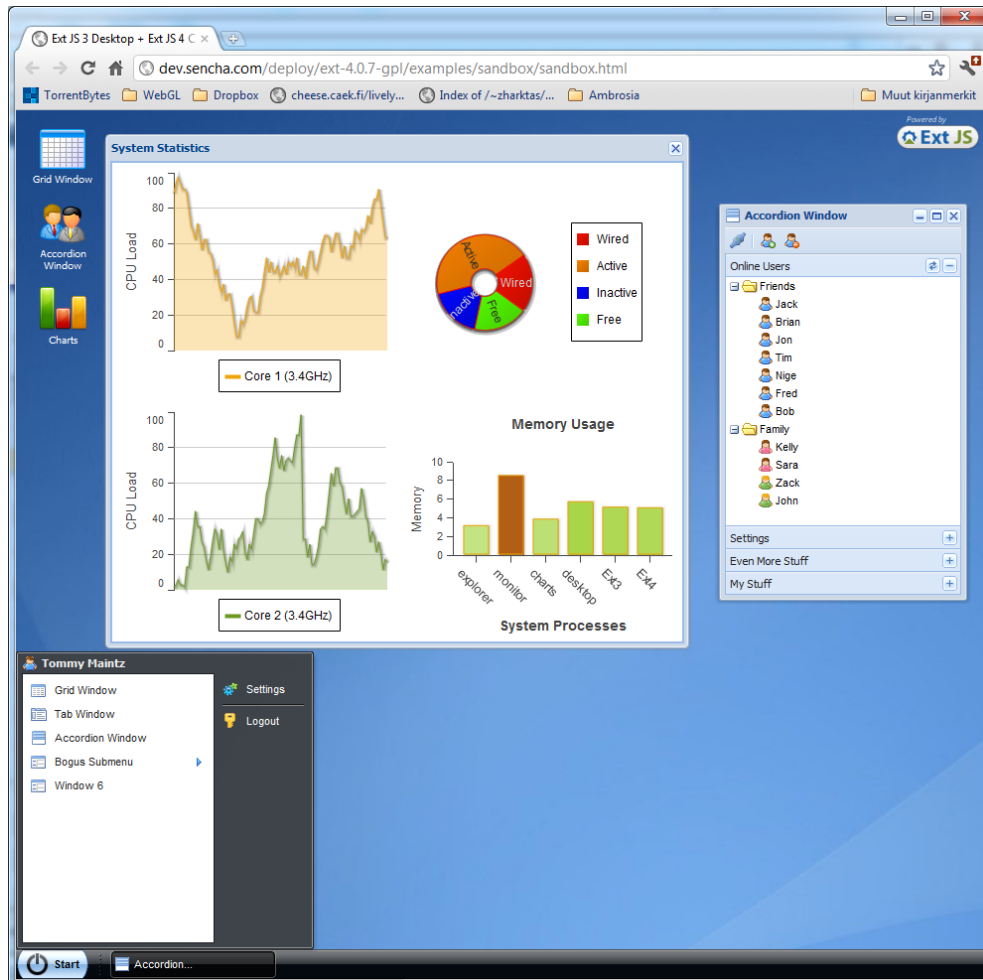 Ext JS 3 Desktop + Ext JS 4 C
dev.sencha.com/deploy/ext-4.0.7-gpl/examples/sandbox/sandbox.html
TorrentBytes WebGL Dropbox cheese.caek.fi/lively... Index of /~zharktas/... Ambrosia Muut kirjanmerkit
Powered by
Ext JS
Grid Window
Accordion
Window
Charts
System Statistics
100
80
60
40
20
0
CPU Load
Core 1 (3.4GHz)
Active
Wired
Free
Inactive
Wired
Active
Inactive
Free
Memory Usage
100
80
60
40
20
0
CPU Load
Core 2 (3.4GHz)
10
8
6
4
2
0
Memory
explorer
monitor
charts
desktop
Ext3
Ext4
System Processes
Accordion Window
Online Users
Friends
Jack
Brian
Jon
Tim
Nige
Fred
Bob
Family
Kelly
Sara
Zack
John
Settings
Even More Stuff
My Stuff
Tommy Maintz
Grid Window
Tab Window
Accordion Window
Bogus Submenu
Window 6
Settings
Logout
Start
Accordion...